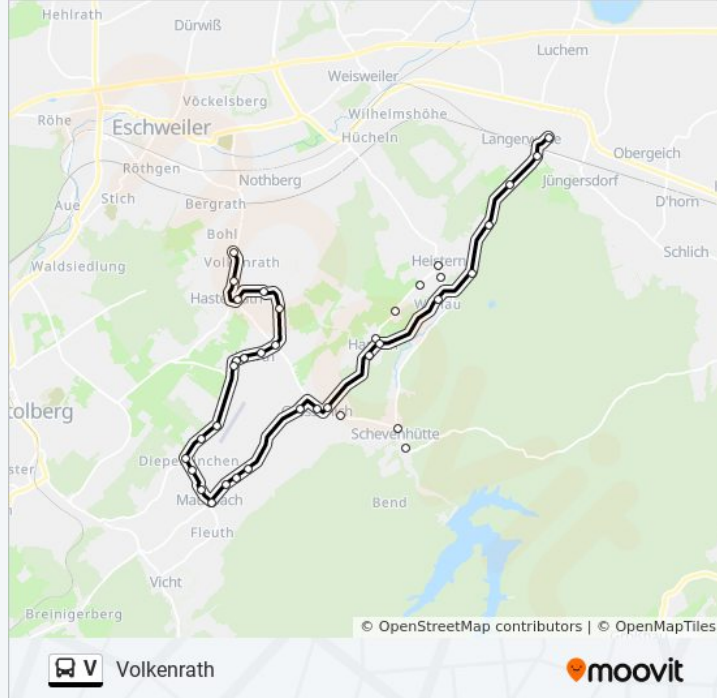 Hehlrath
Dürwiß
Luchem
Weisweiler
Vöckelsberg
Wilhelmshöhe
Röhe
Eschweiler
Hücheln
Langerwehe
Obergeich
Röthgen
Nothberg
Jüngersdorf
Stich
Aue
Bergrath
D'horn
Bohl
Schlich
Waldsiedlung
Volkenrath
Heistern
Hastenrath
Wenau
tolberg
Schevenhütte
ster
Diepenlinchen
Mausbach
Bend
Fleuth
Vicht
Breinigerberg
© OpenStreetMap contributors | © OpenMapTiles
V Volkenrath
moovit